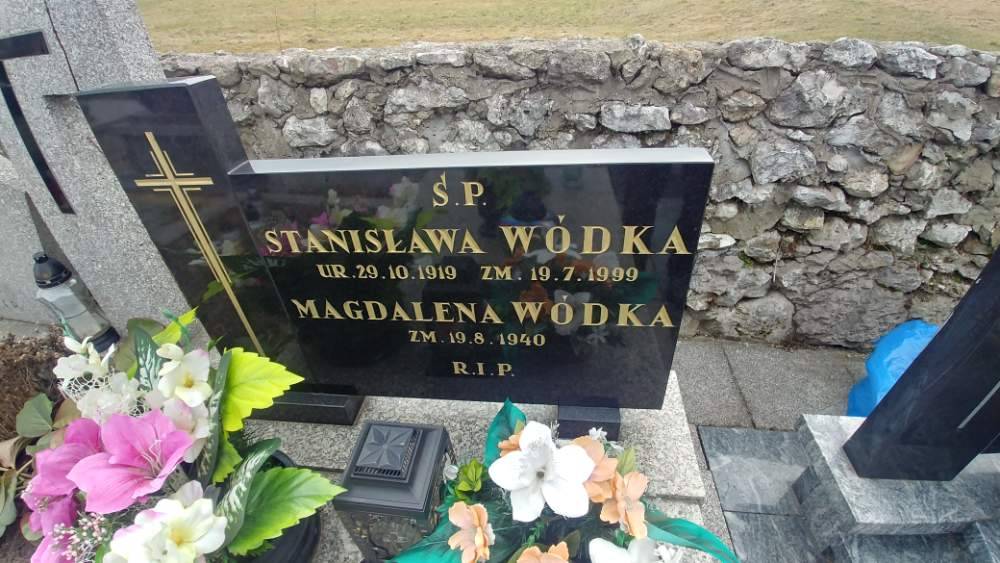 Ś.P.
STANISŁAWA WÓDKA
UR.29.10.1919 ZM.19.7.1999
MAGDALENA WÓDKA
ZM.19.8.1940
R.I.P.